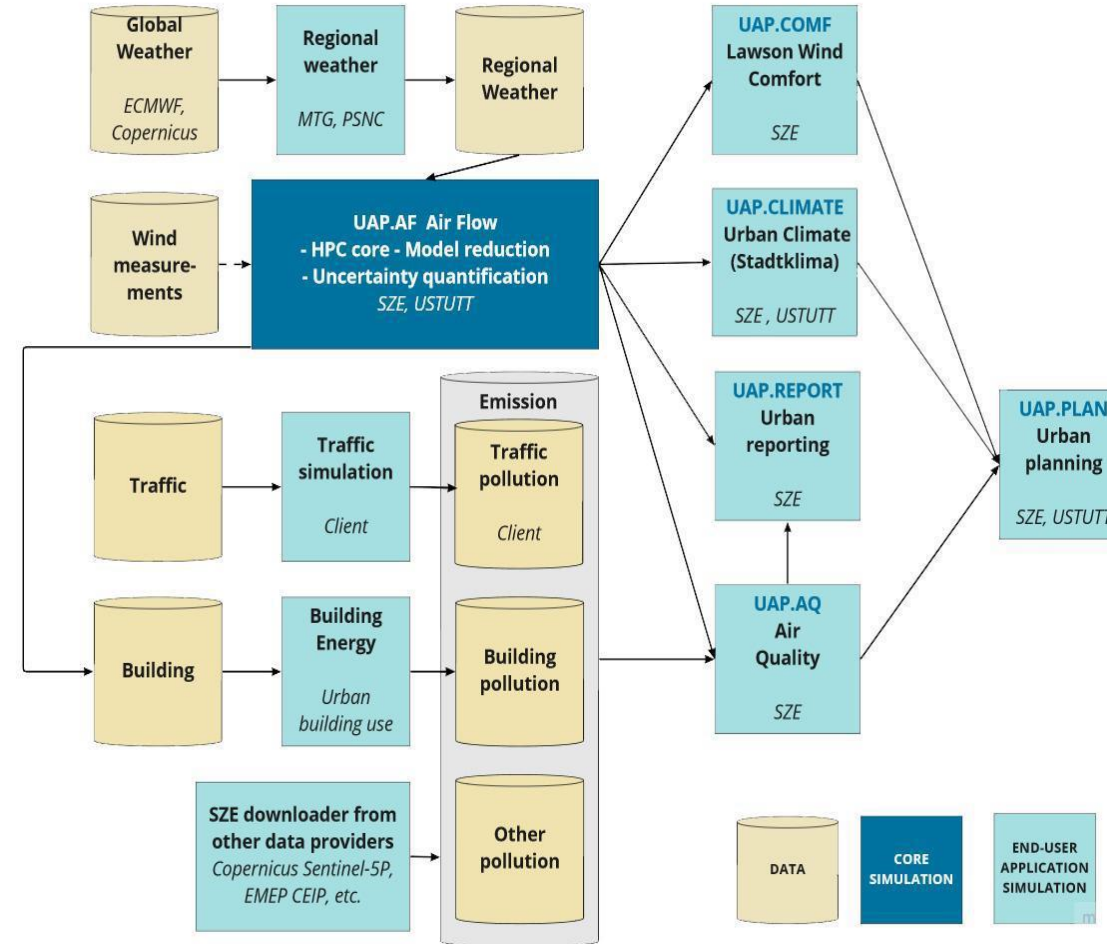 Global
Weather
ECMWF,
Copernicus
Regional
weather
MTG, PSNC
Regional
Weather
UAP.COMF
Lawson Wind
Comfort
SZE
Wind
measure-
ments
UAP.AF Air Flow
- HPC core - Model reduction
- Uncertainty quantification
SZE, USTUTT
UAP.CLIMATE
Urban Climate
(Stadtklima)
SZE , USTUTT
Emission
Traffic
Traffic
simulation
Client
Traffic
pollution
Client
UAP.REPORT
Urban
reporting
SZE
UAP.PLAN
Urban
planning
SZE, USTUTT
Building
Building
Energy
Urban
building use
Building
pollution
UAP.AQ
Air
Quality
SZE
SZE downloader from
other data providers
Copernicus Sentinel-5P,
EMEP CEIP, etc.
Other
pollution
DATA
CORE
SIMULATION
END-USER
APPLICATION
SIMULATION
m